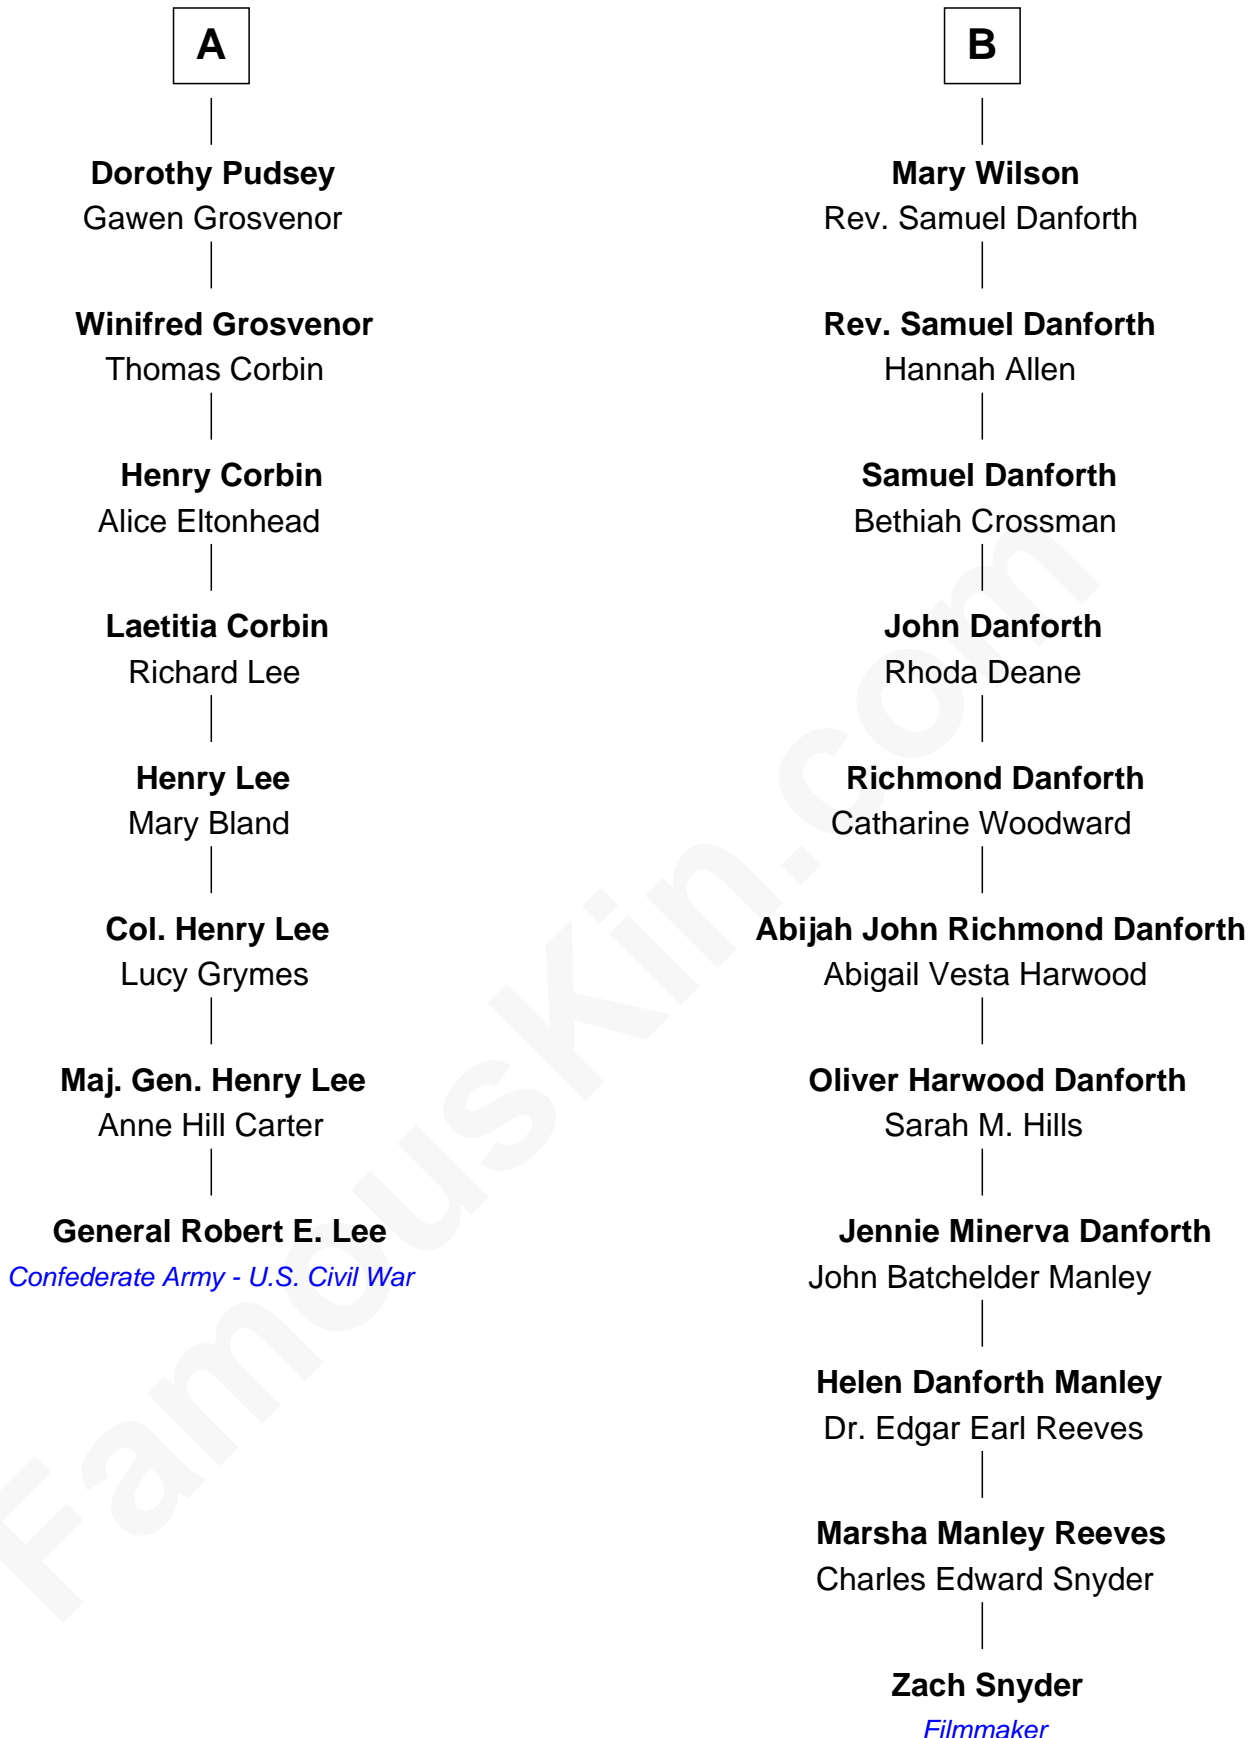 A
Dorothy Pudsey
Gawen Grosvenor
Winifred Grosvenor
Thomas Corbin
Henry Corbin
Alice Eltonhead
Laetitia Corbin
Richard Lee
Henry Lee
Mary Bland
Col. Henry Lee
Lucy Grymes
Maj. Gen. Henry Lee
Anne Hill Carter
General Robert E. Lee
Confederate Army - U.S. Civil War
B
Mary Wilson
Rev. Samuel Danforth
Rev. Samuel Danforth
Hannah Allen
Samuel Danforth
Bethiah Crossman
John Danforth
Rhoda Deane
Richmond Danforth
Catharine Woodward
Abijah John Richmond Danforth
Abigail Vesta Harwood
Oliver Harwood Danforth
Sarah M. Hills
Jennie Minerva Danforth
John Batchelder Manley
Helen Danforth Manley
Dr. Edgar Earl Reeves
Marsha Manley Reeves
Charles Edward Snyder
Zach Snyder
Filmmaker
FamousKin.com